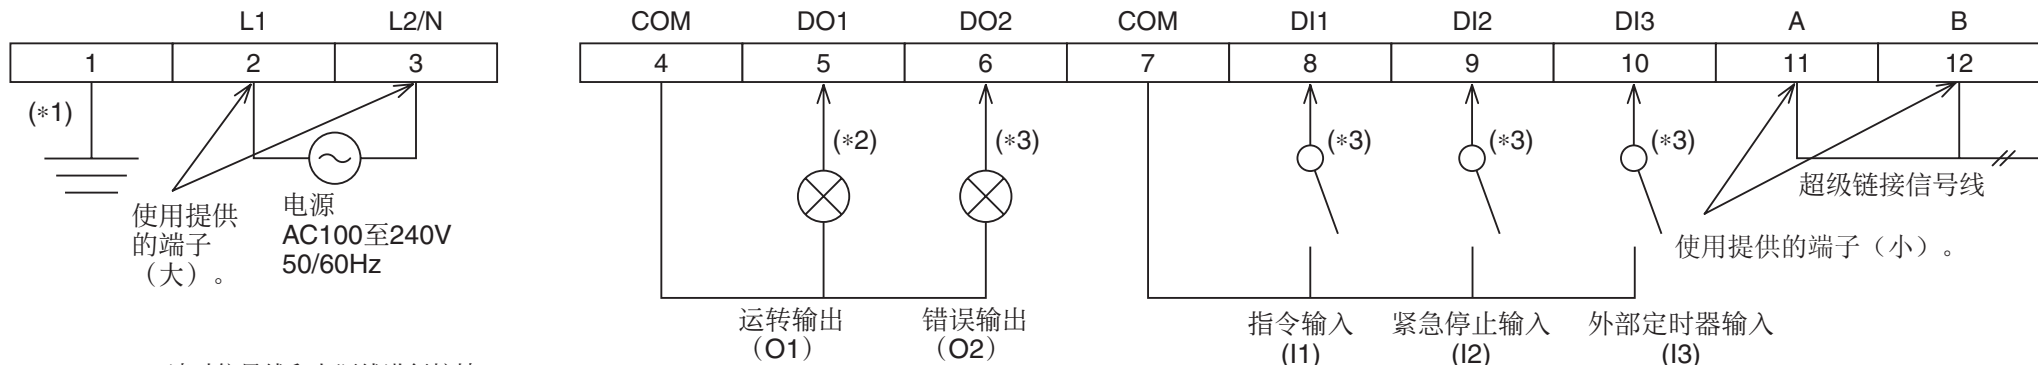 L1 L2/N COM DO1 DO2 COM DI1 DI2 DI3 A B
1 2 3 4 5 6 7 8 9 10 11 12
(*1)
(*2) (*3) (*3) (*3) (*3)
使用提供
的端子
（大）。
电源
AC100至240V
50/60Hz
超级链接信号线
使用提供的端子（小）。
运转输出
（O1）
错误输出
（O2）
指令输入
(I1)
紧急停止输入
(I2)
外部定时器输入
(I3)